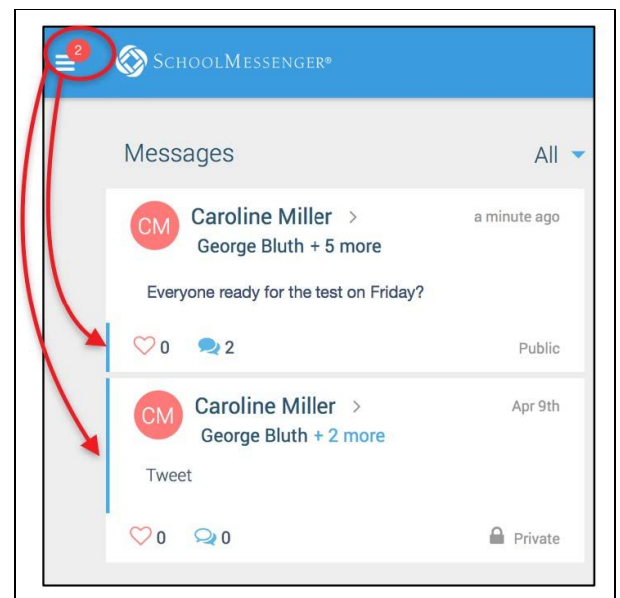 2
SCHOOLMESSENGER®
Messages
All
CM
Caroline Miller >
a minute ago
George Bluth + 5 more
Everyone ready for the test on Friday?
0
2
Public
CM
Caroline Miller >
Apr 9th
George Bluth + 2 more
Tweet
0
0
Private